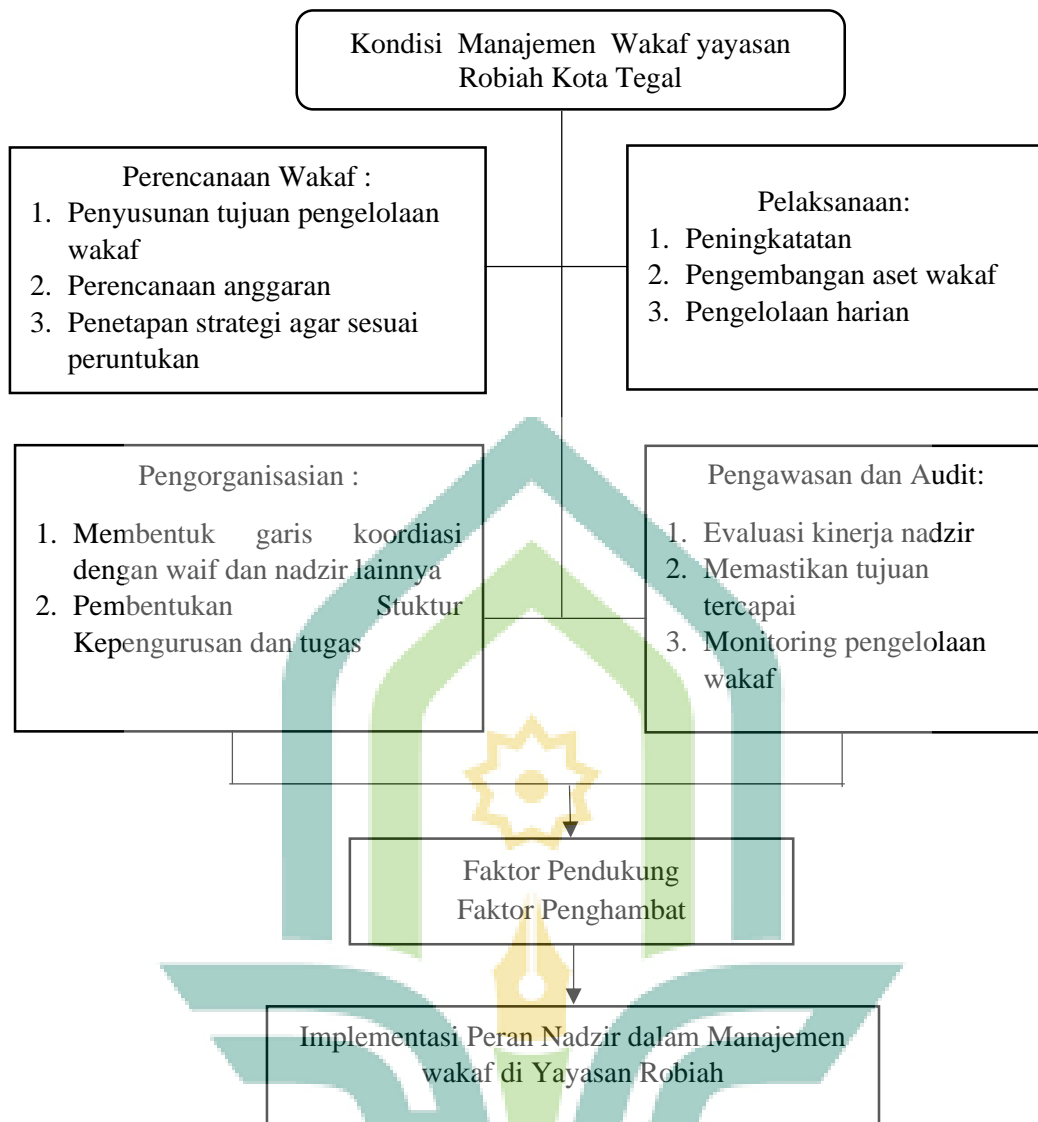 Kondisi Manajemen Wakaf yayasan
Robiah Kota Tegal
Perencanaan Wakaf :
1. Penyusunan tujuan pengelolaan
wakaf
2. Perencanaan anggaran
3. Penetapan strategi agar sesuai
peruntukan
Pelaksanaan:
1. Peningkatatan
2. Pengembangan aset wakaf
3. Pengelolaan harian
Pengorganisasian :
1. Membentuk garis koordiasi
dengan waif dan nadzir lainnya
2. Pembentukan Stuktur
Kepengurusan dan tugas
Pengawasan dan Audit:
1. Evaluasi kinerja nadzir
2. Memastikan tujuan
tercapai
3. Monitoring pengelolaan
wakaf
Faktor Pendukung
Faktor Penghambat
Implementasi Peran Nadzir dalam Manajemen
wakaf di Yayasan Robiah